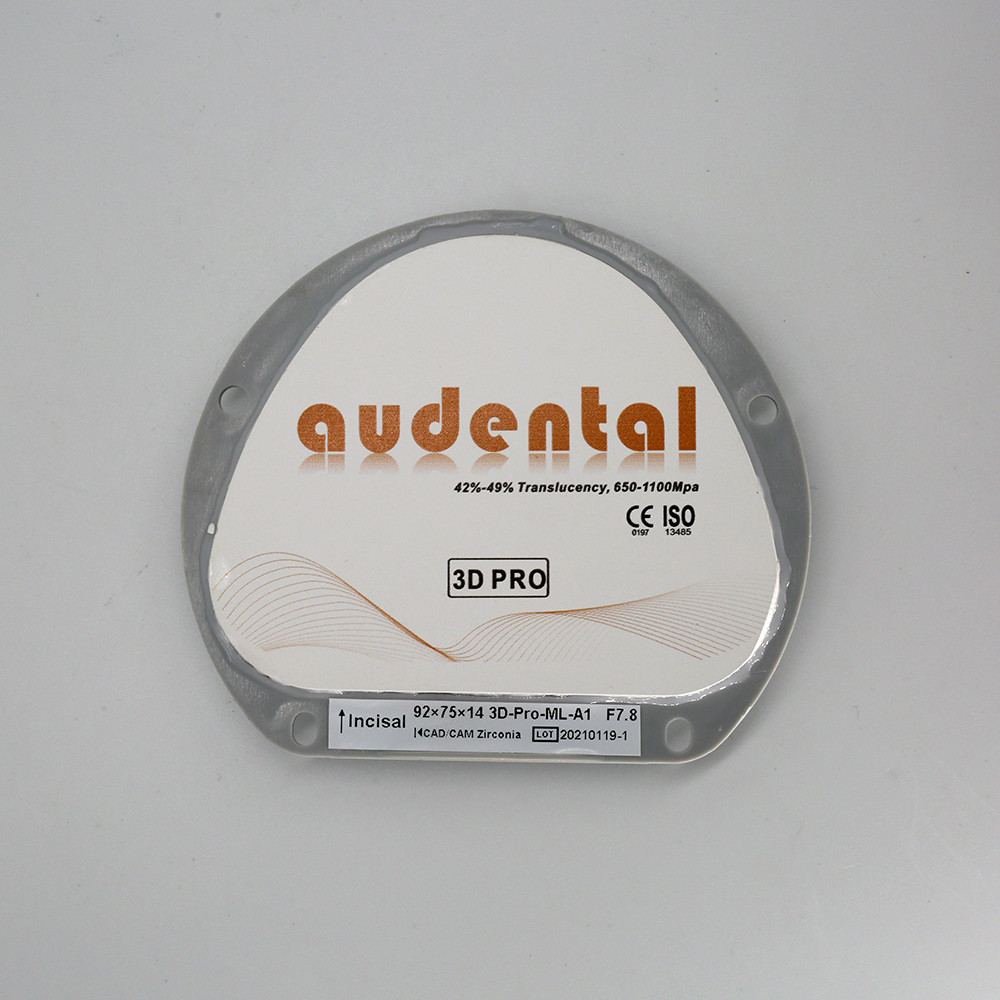 audental
42%-49% Translucency, 650-1100Mpa
CE ISO
0197 13485
3D PRO
↑Incisal 92×75×14 3D-Pro-ML-A1 F7.8
CAD/CAM Zirconia LOT 20210119-1